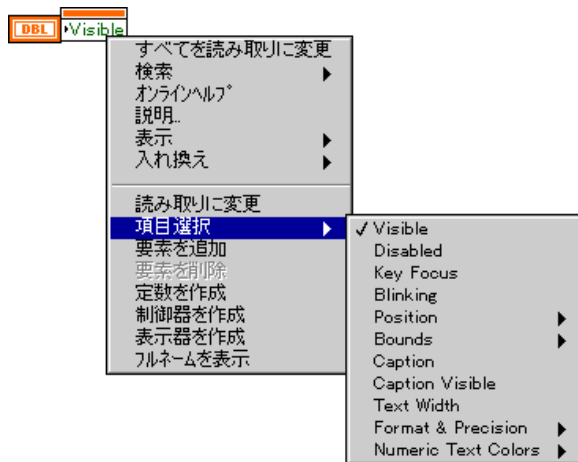 DBL
Visible
すべてを読み取りに変更
検索
オンラインヘルプ
説明...
表示
入れ換え
読み取りに変更
項目選択
要素を追加
要素を削除
定数を作成
制御器を作成
表示器を作成
フルネームを表示
✓ Visible
Disabled
Key Focus
Blinking
Position
Bounds
Caption
Caption Visible
Text Width
Format & Precision
Numeric Text Colors